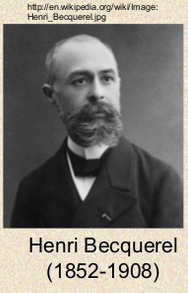 http://en.wikipedia.org/wiki/Image:
Henri_Becquerel.jpg
Henri Becquerel
(1852-1908)